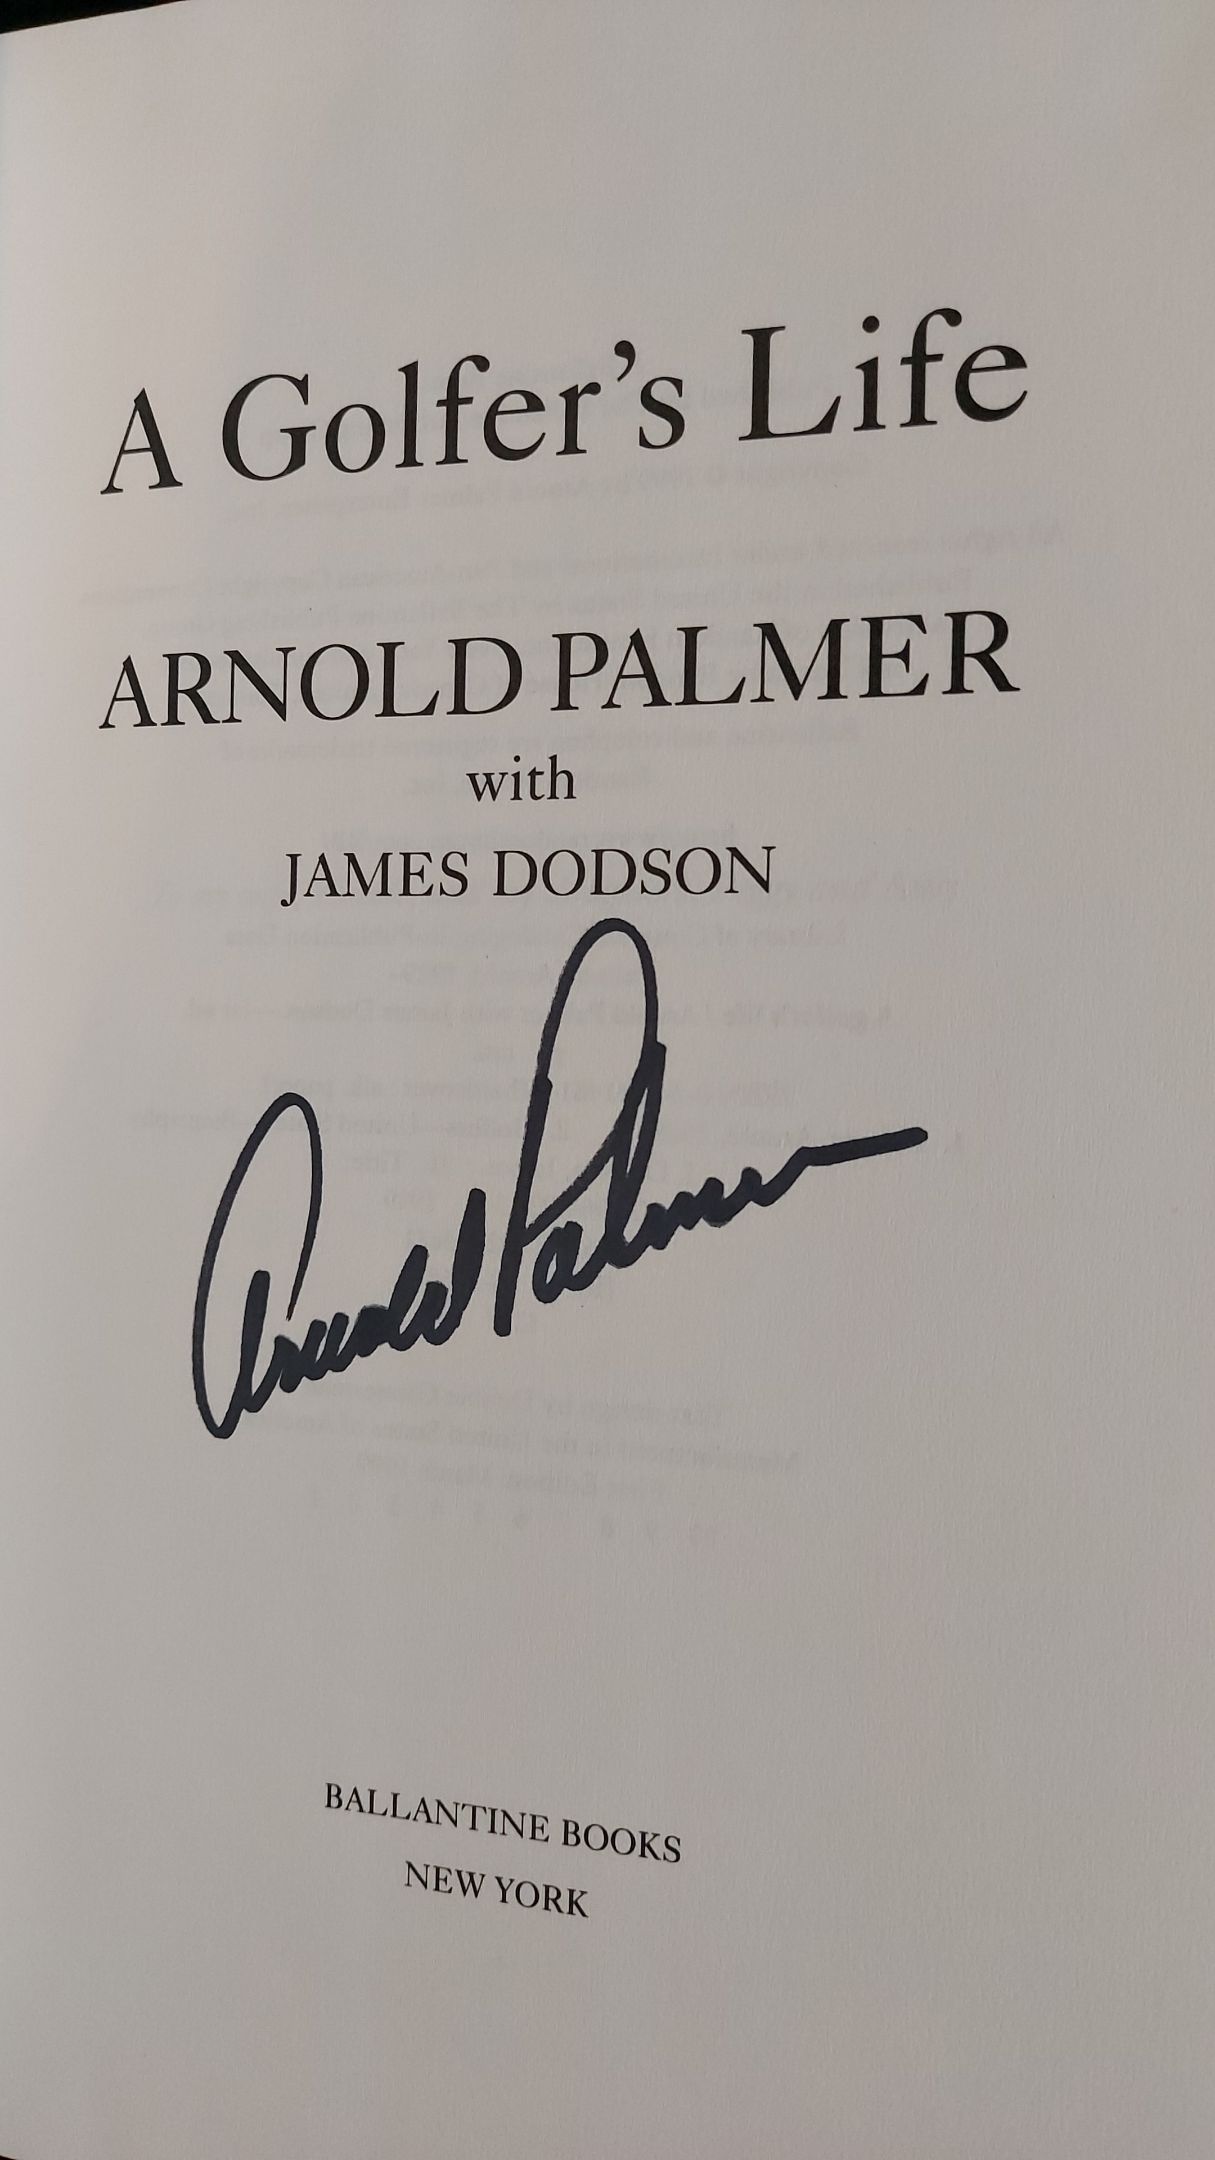 A Golfer's Life
ARNOLD PALMER
with
JAMES DODSON
Arnold Palmer
BALLANTINE BOOKS
NEW YORK